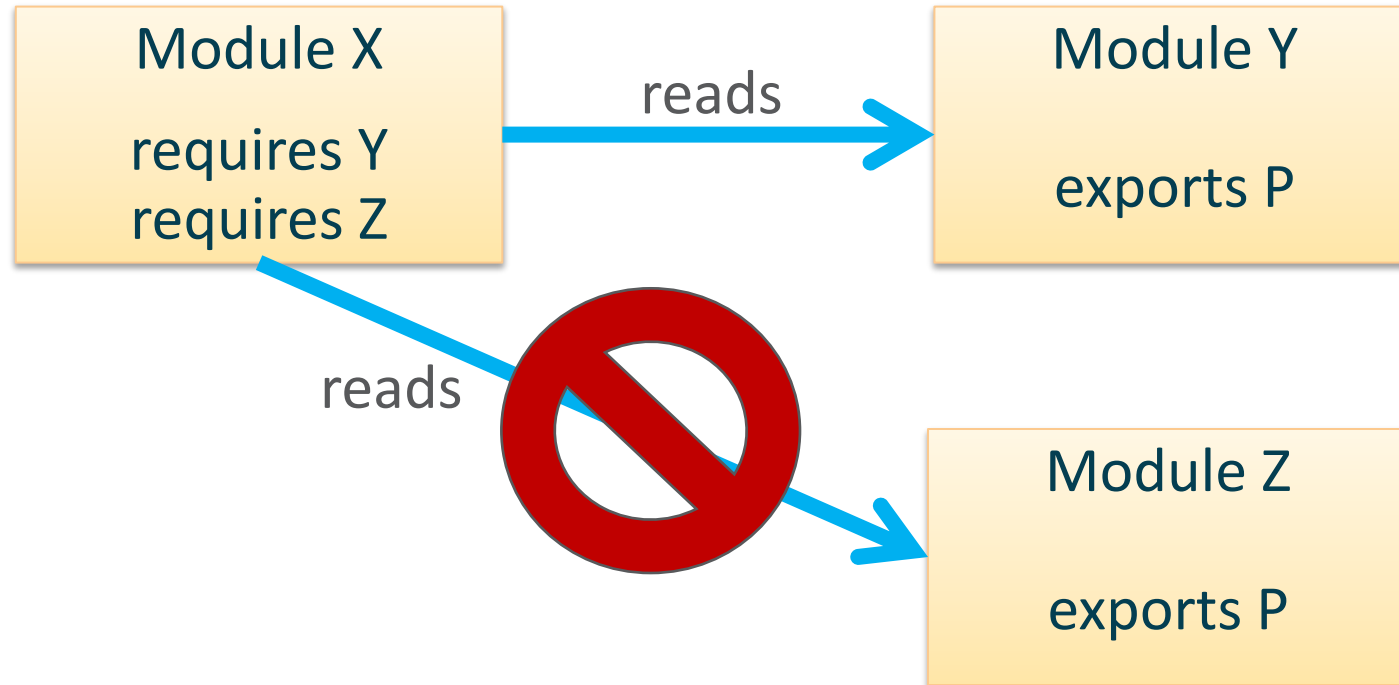 Module X
requires Y
requires Z
reads
Module Y
exports P
reads
Module Z
exports P